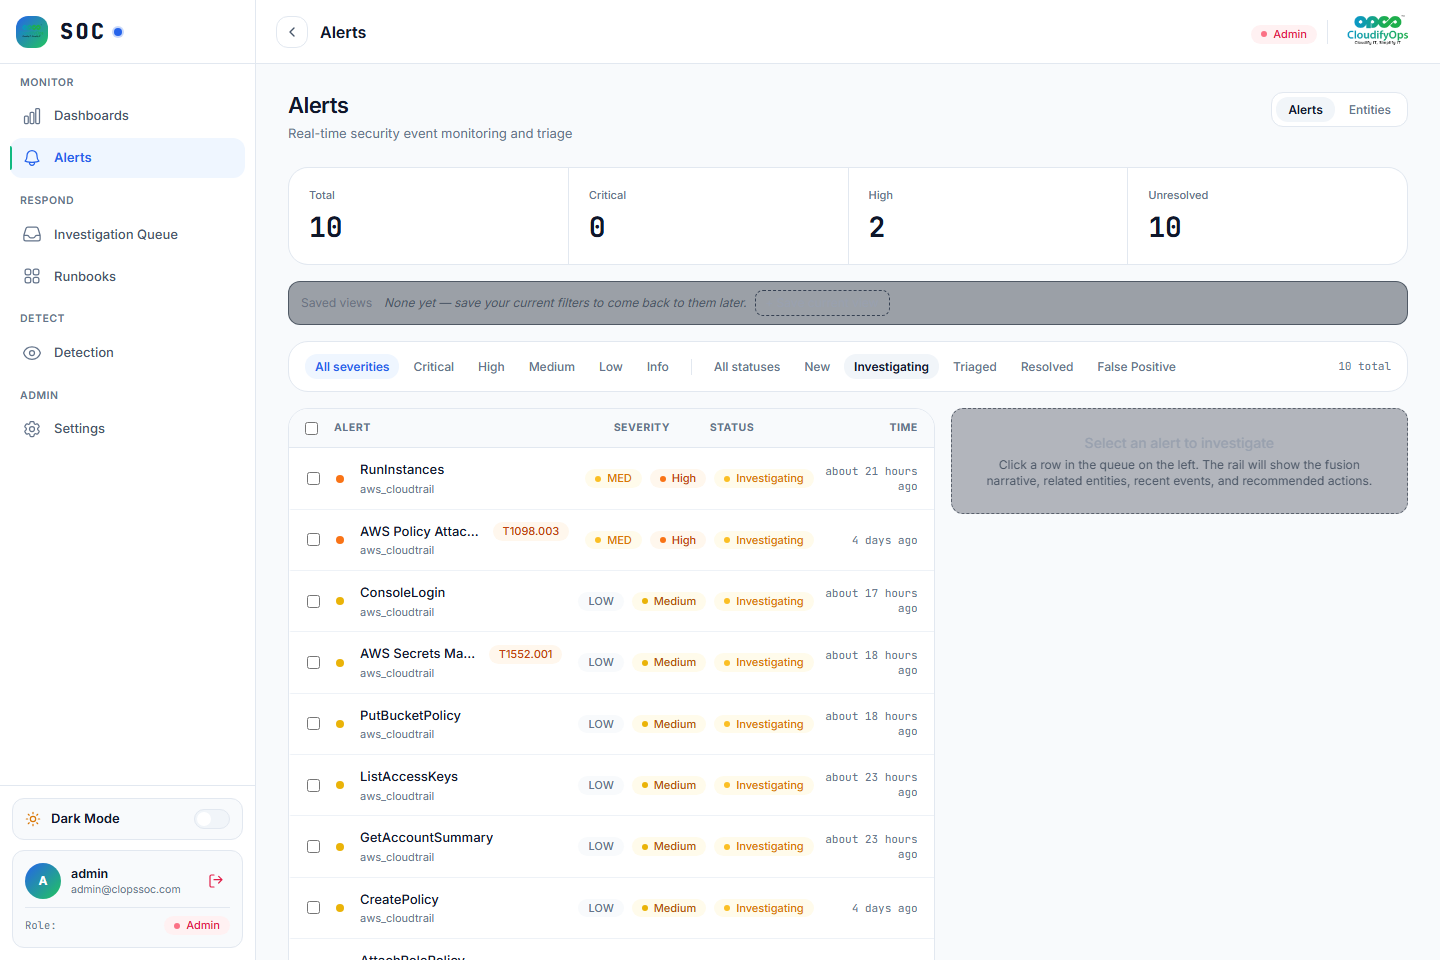 SOC
Alerts
Admin
CloudifyOps
MONITOR
Dashboards
Alerts
RESPOND
Investigation Queue
Runbooks
DETECT
Detection
ADMIN
Settings
Dark Mode
A
admin
admin@clopssoc.com
Role:
Admin
Alerts
Real-time security event monitoring and triage
Alerts Entities
Total
10
Critical
0
High
2
Unresolved
10
Saved views None yet — save your current filters to come back to them later.
All severities Critical High Medium Low Info All statuses New Investigating Triaged Resolved False Positive 10 total
ALERT SEVERITY STATUS TIME
RunInstances
aws_cloudtrail
MED High Investigating about 21 hours
ago
AWS Policy Attac... T1098.003
aws_cloudtrail
MED High Investigating 4 days ago
ConsoleLogin
aws_cloudtrail
LOW Medium Investigating about 17 hours
ago
AWS Secrets Ma... T1552.001
aws_cloudtrail
LOW Medium Investigating about 18 hours
ago
PutBucketPolicy
aws_cloudtrail
LOW Medium Investigating about 18 hours
ago
ListAccessKeys
aws_cloudtrail
LOW Medium Investigating about 23 hours
ago
GetAccountSummary
aws_cloudtrail
LOW Medium Investigating about 23 hours
ago
CreatePolicy
aws_cloudtrail
LOW Medium Investigating 4 days ago
AttachRolePolicy
Select an alert to investigate
Click a row in the queue on the left. The rail will show the fusion
narrative, related entities, recent events, and recommended actions.